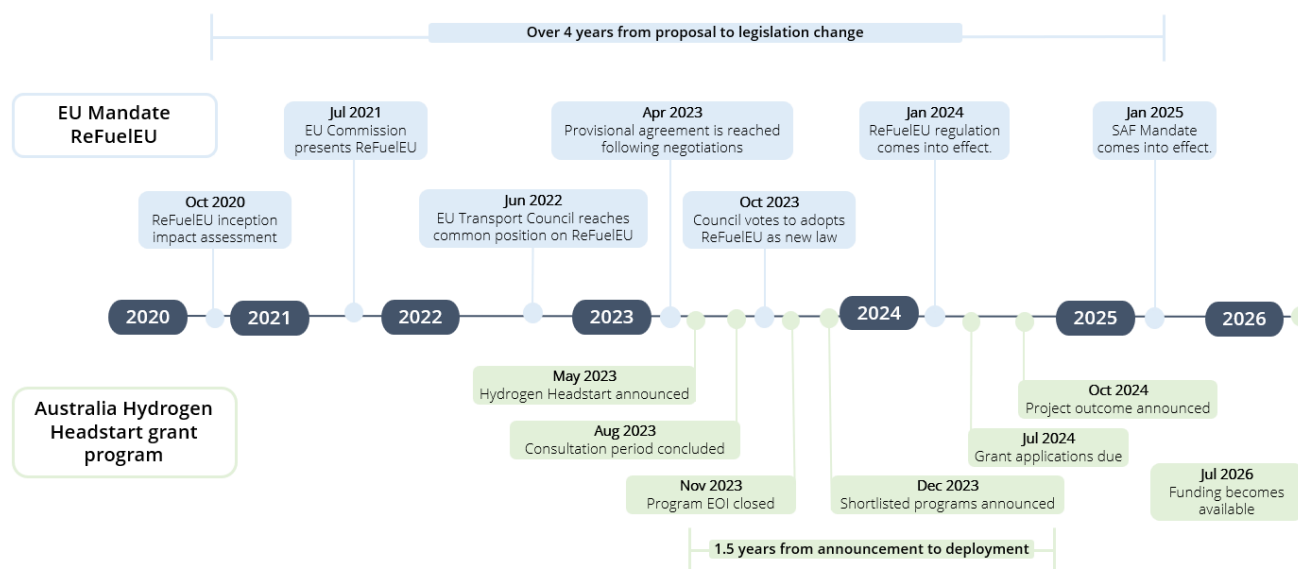 Over 4 years from proposal to legislation change
EU Mandate
ReFuelEU
Jul 2021
EU Commission
presents ReFuelEU
Apr 2023
Provisional agreement is reached
following negotiations
Jan 2024
ReFuelEU regulation
comes into effect.
Jan 2025
SAF Mandate
comes into effect.
Oct 2020
ReFuelEU inception
impact assessment
Jun 2022
EU Transport Council reaches
common position on ReFuelEU
Oct 2023
Council votes to adopts
ReFuelEU as new law
2020
2021
2022
2023
2024
2025
2026
Australia Hydrogen
Headstart grant
program
May 2023
Hydrogen Headstart announced
Aug 2023
Consultation period concluded
Nov 2023
Program EOI closed
Dec 2023
Shortlisted programs announced
Oct 2024
Project outcome announced
Jul 2024
Grant applications due
Jul 2026
Funding becomes
available
1.5 years from announcement to deployment